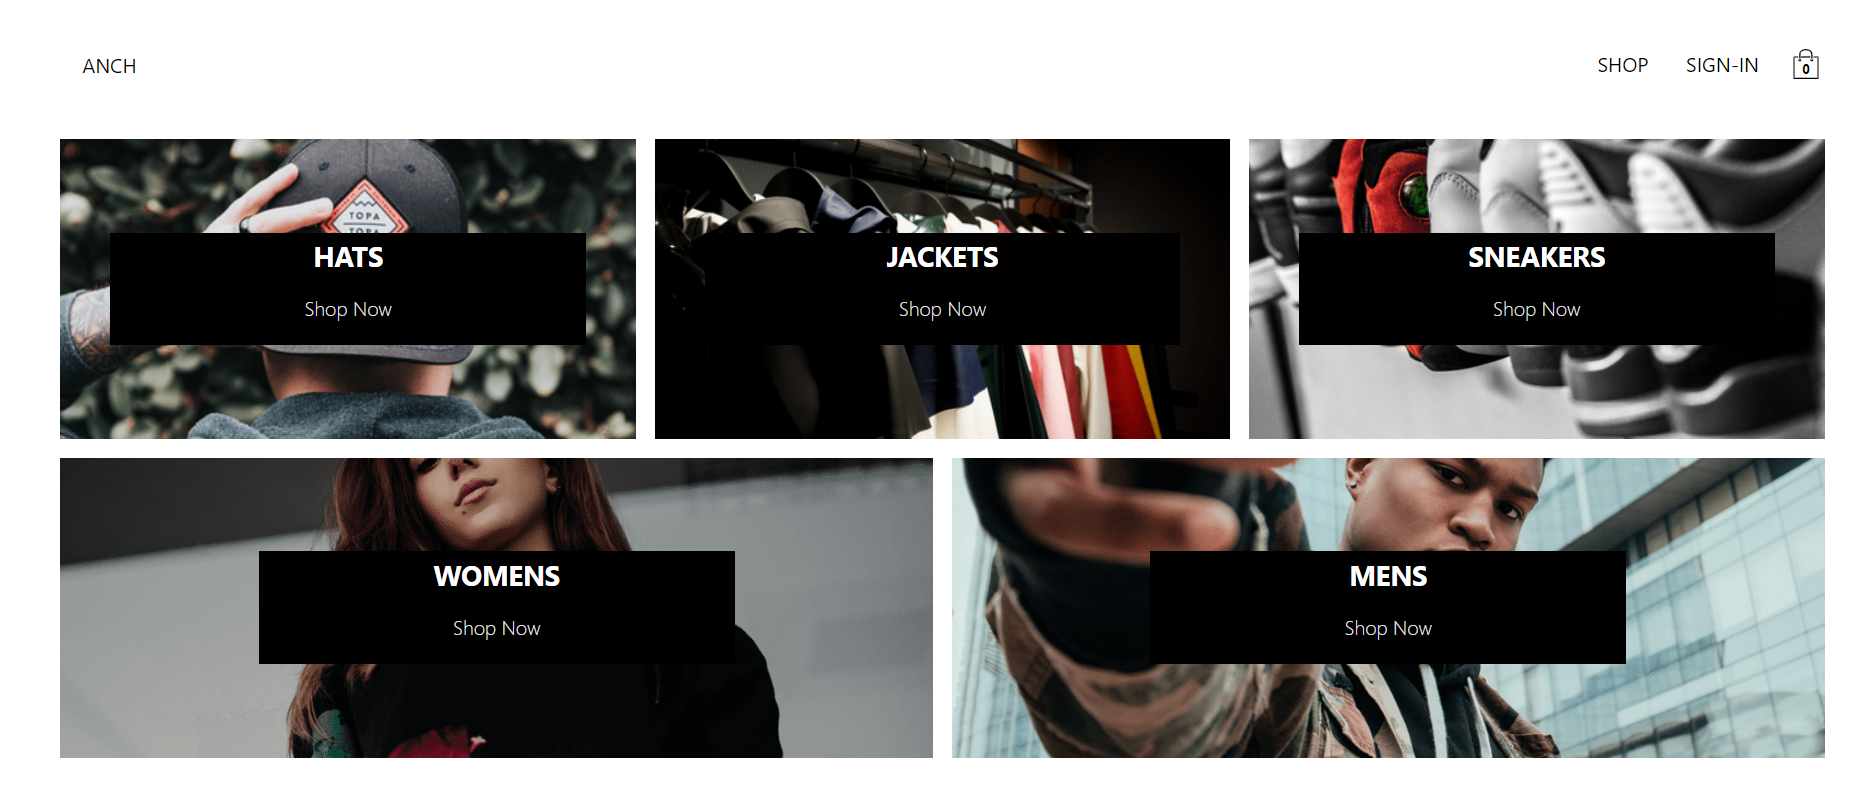 ANCH
SHOP SIGN-IN 0
TOPA
TOPA
HATS
Shop Now
JACKETS
Shop Now
SNEAKERS
Shop Now
WOMENS
Shop Now
MENS
Shop Now